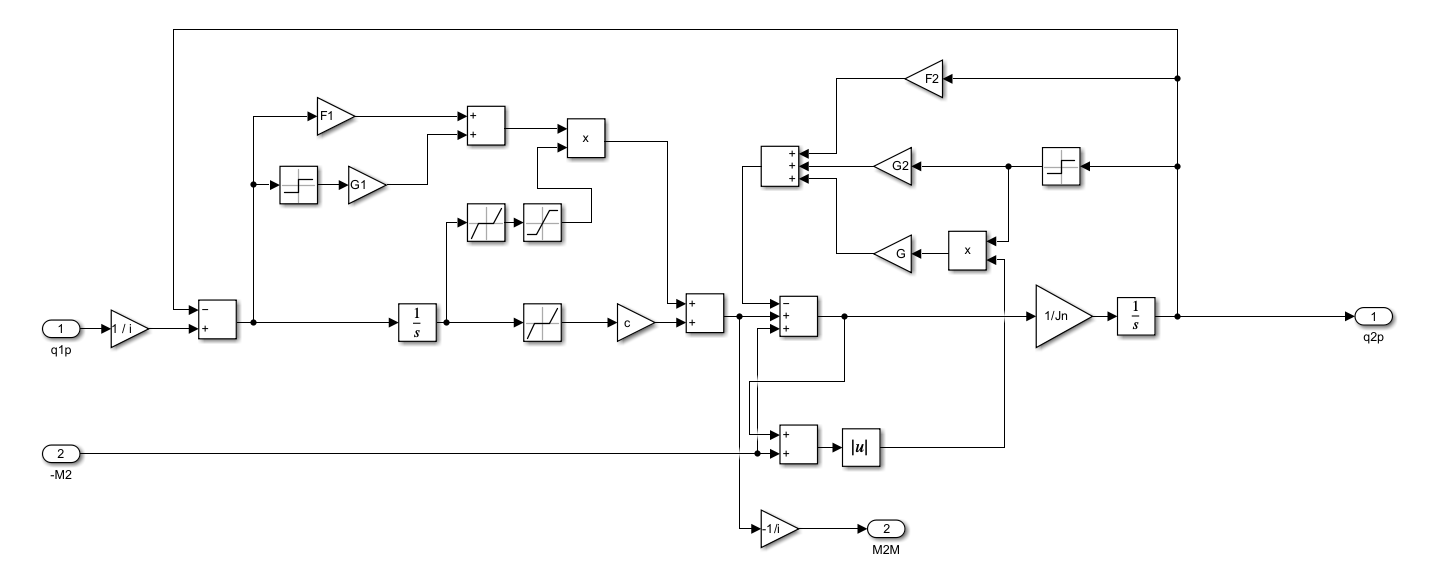 F2
F1
+
+
x
+
+
+
G2
G1
x
G
−
+
1
q1p
1 / i
1
s
c
+
+
−
+
+
1/Jn
1
s
1
q2p
2
-M2
+
+
|u|
-1/i
2
M2M